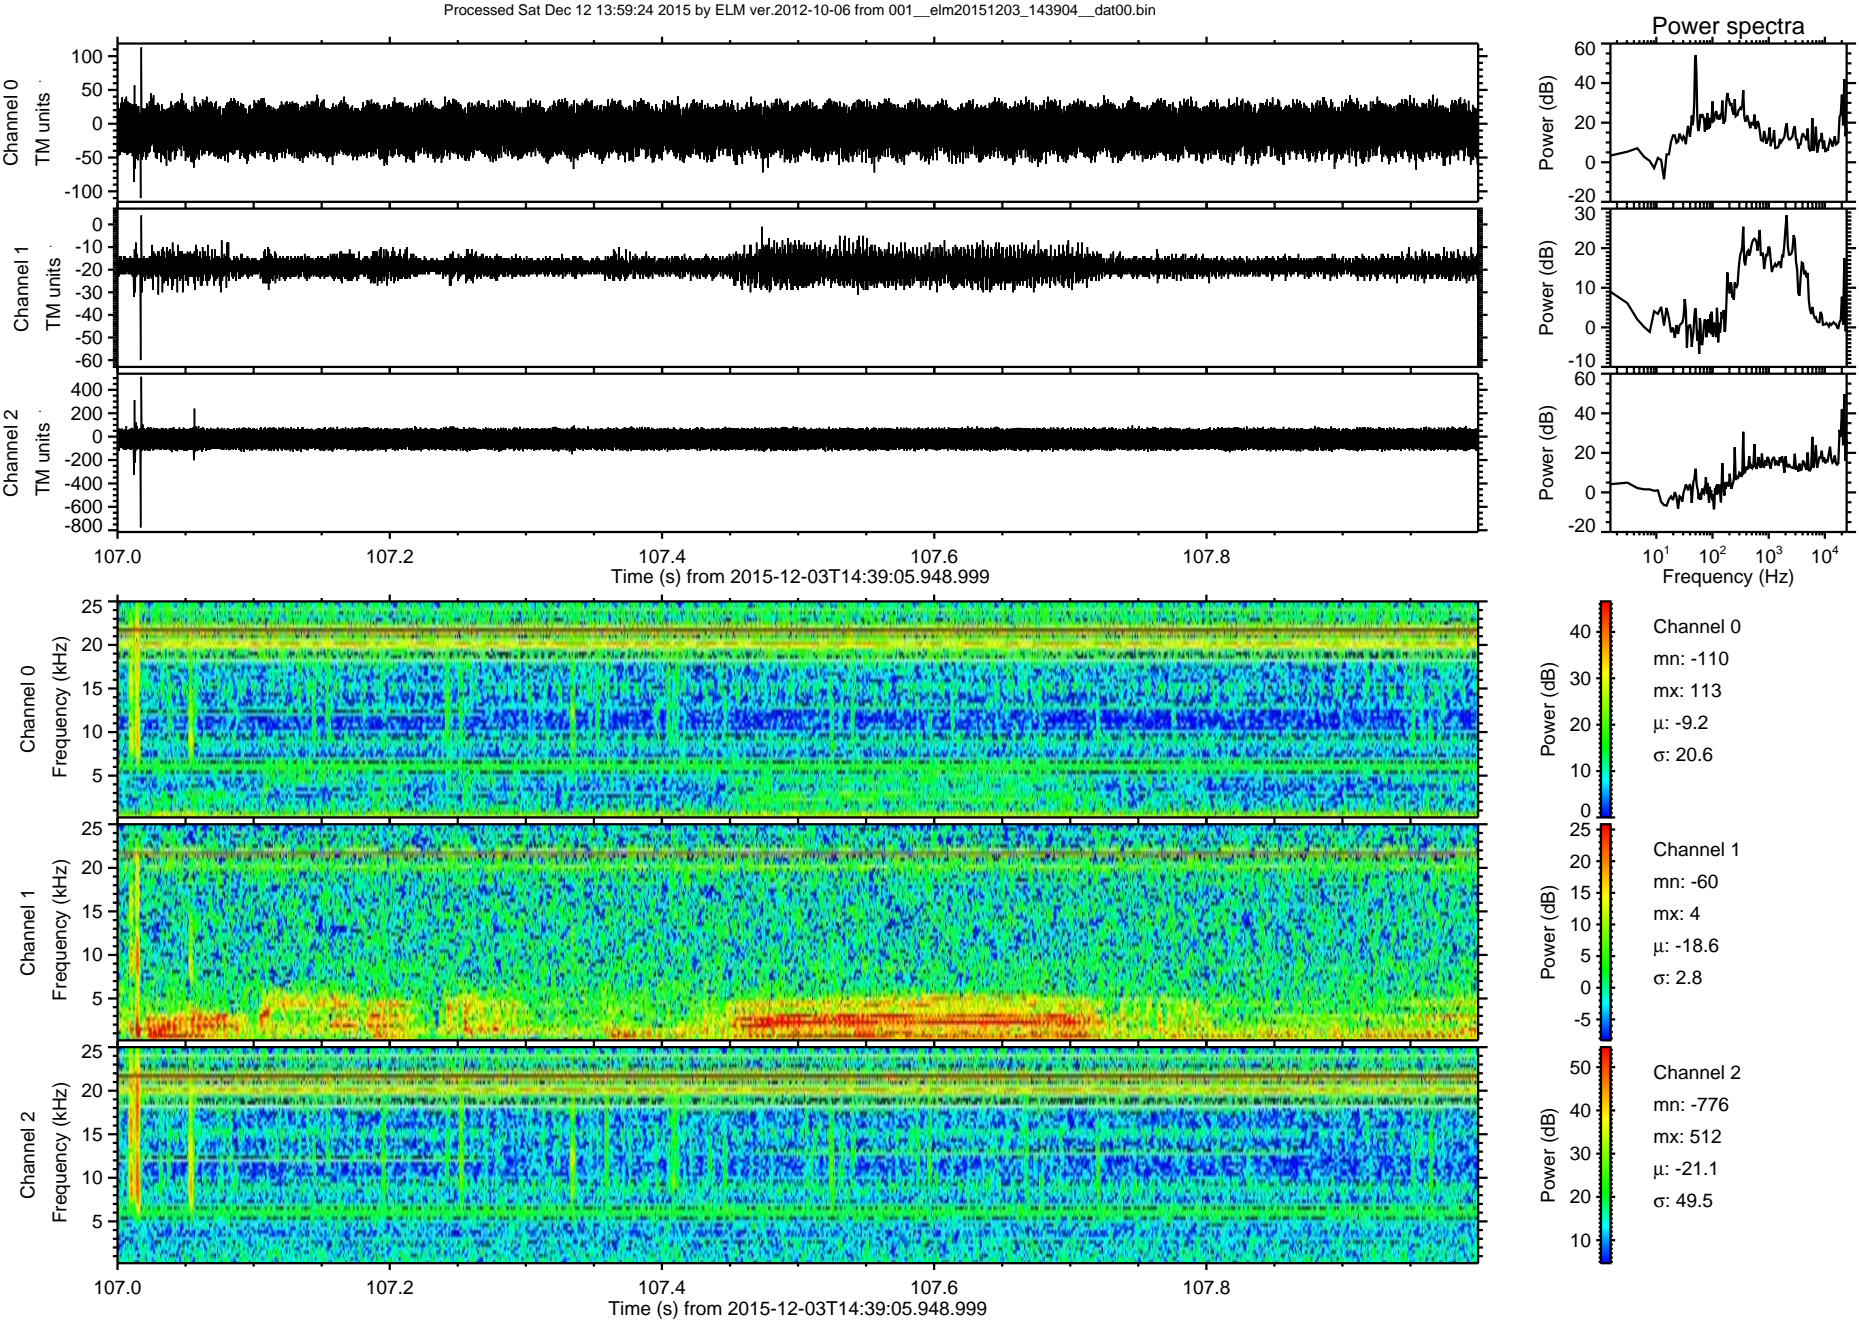 Processed Sat Dec 12 13:59:24 2015 by ELM ver.2012-10-06 from 001__elm20151203_143904__dat00.bin
Power spectra
Channel 0
TM units
100
50
0
-50
-100
Power (dB)
60
40
20
0
-20
Channel 1
TM units
0
-10
-20
-30
-40
-50
-60
Power (dB)
30
20
10
0
-10
Channel 2
TM units
400
200
0
-200
-400
-600
-800
Power (dB)
60
40
20
0
-20
107.0 107.2 107.4 107.6 107.8
Time (s) from 2015-12-03T14:39:05.948.999
10^1 10^2 10^3 10^4
Frequency (Hz)
Channel 0
Frequency (kHz)
25
20
15
10
5
Power (dB)
40
30
20
10
0
Channel 0
mn: -110
mx: 113
μ: -9.2
σ: 20.6
Channel 1
Frequency (kHz)
25
20
15
10
5
Power (dB)
25
20
15
10
5
0
-5
Channel 1
mn: -60
mx: 4
μ: -18.6
σ: 2.8
Channel 2
Frequency (kHz)
25
20
15
10
5
Power (dB)
50
40
30
20
10
Channel 2
mn: -776
mx: 512
μ: -21.1
σ: 49.5
107.0 107.2 107.4 107.6 107.8
Time (s) from 2015-12-03T14:39:05.948.999